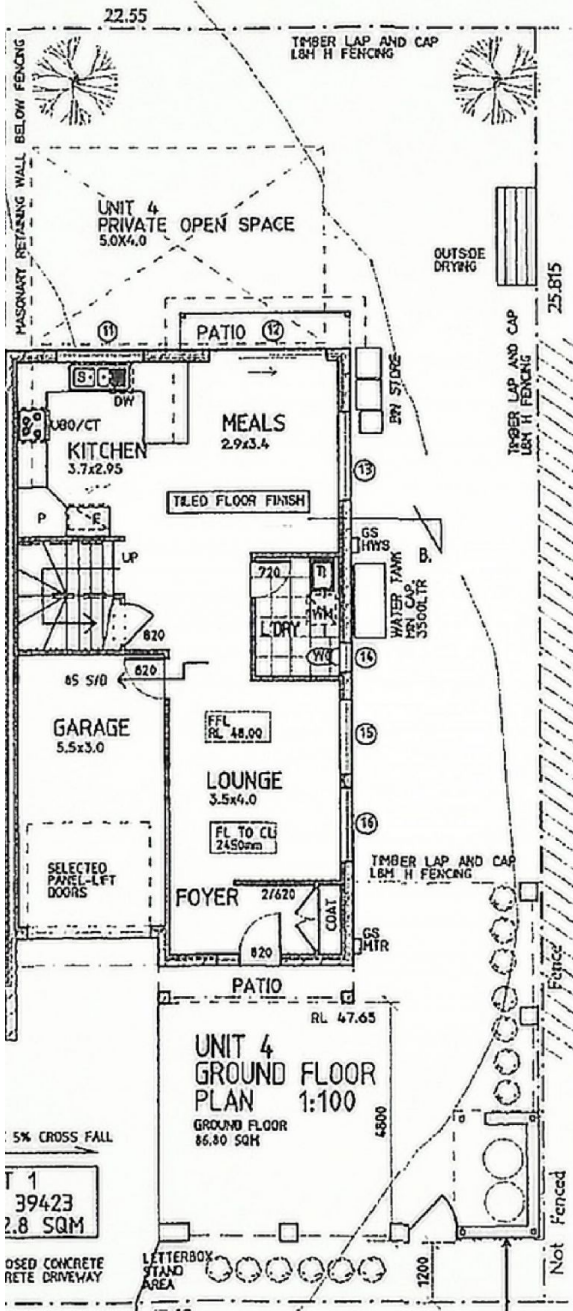 22.55
TIMBER LAP AND CAP
1.8M H FENCING
MASONARY RETAINING WALL BELOW FENCING
UNIT 4
PRIVATE OPEN SPACE
5.0X4.0
OUTSIDE
DRYING
25.815
TIMBER LAP AND CAP
1.8M H FENCING
11
PATIO
12
BIN STORE
S
DW
UBO/CT
KITCHEN
3.7x2.95
MEALS
2.9x3.4
13
TILED FLOOR FINISH
P
F
GS
HWS
B.
UP
720
T
WM
L'DRY
WC
WATER TANK
MIN CAP.
3500LTR
820
14
820
85 S/D
GARAGE
5.5x3.0
FFL
RL 48.00
15
LOUNGE
3.5x4.0
FL TO CL
2450mm
16
SELECTED
PANEL-LIFT
DOORS
TIMBER LAP AND CAP
1.8M H FENCING
FOYER
2/620
COAT
820
GS
MTR
Fence
PATIO
RL 47.65
UNIT 4
GROUND FLOOR
PLAN 1:100
GROUND FLOOR
86.80 SQM
4800
5% CROSS FALL
T 1
39423
2.8 SQM
OSED CONCRETE
RETE DRIVEWAY
LETTERBOX
STAND
AREA
1200
Not Fenced